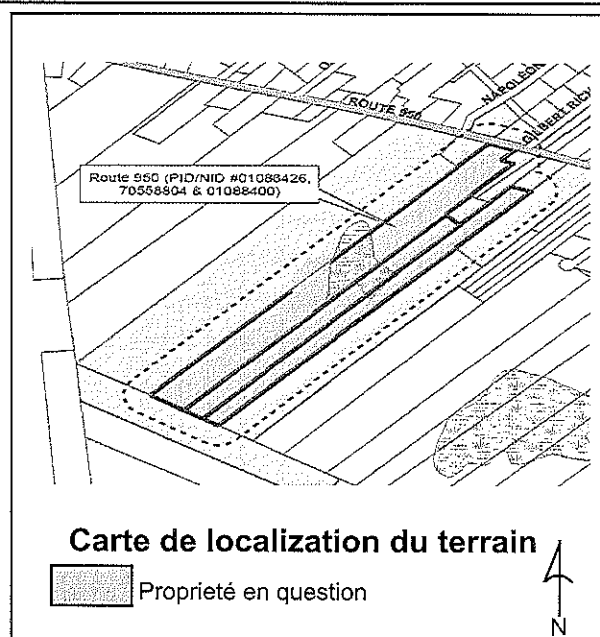 ROUTE 950
NAPOLÉON
GILBERT RICH
Route 950 (PID/NID #01088426,
70558804 & 01088400)
Carte de localization du terrain
Proprieté en question
N